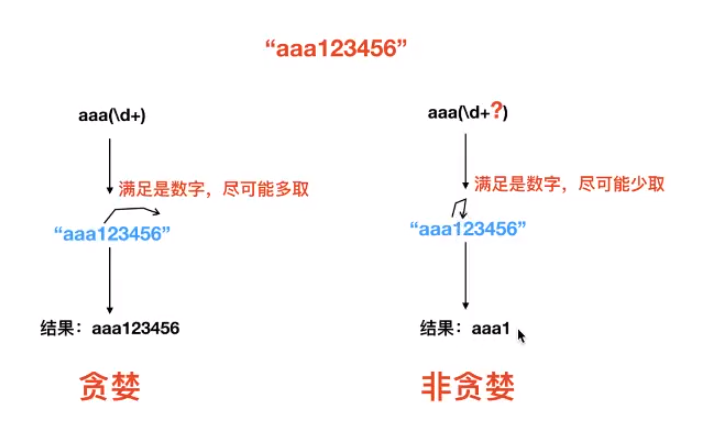 “aaa123456”
aaa(\d+)
aaa(\d+?)
满足是数字，尽可能多取
满足是数字，尽可能少取
“aaa123456”
“aaa123456”
结果：aaa123456
结果：aaa1
贪婪
非贪婪